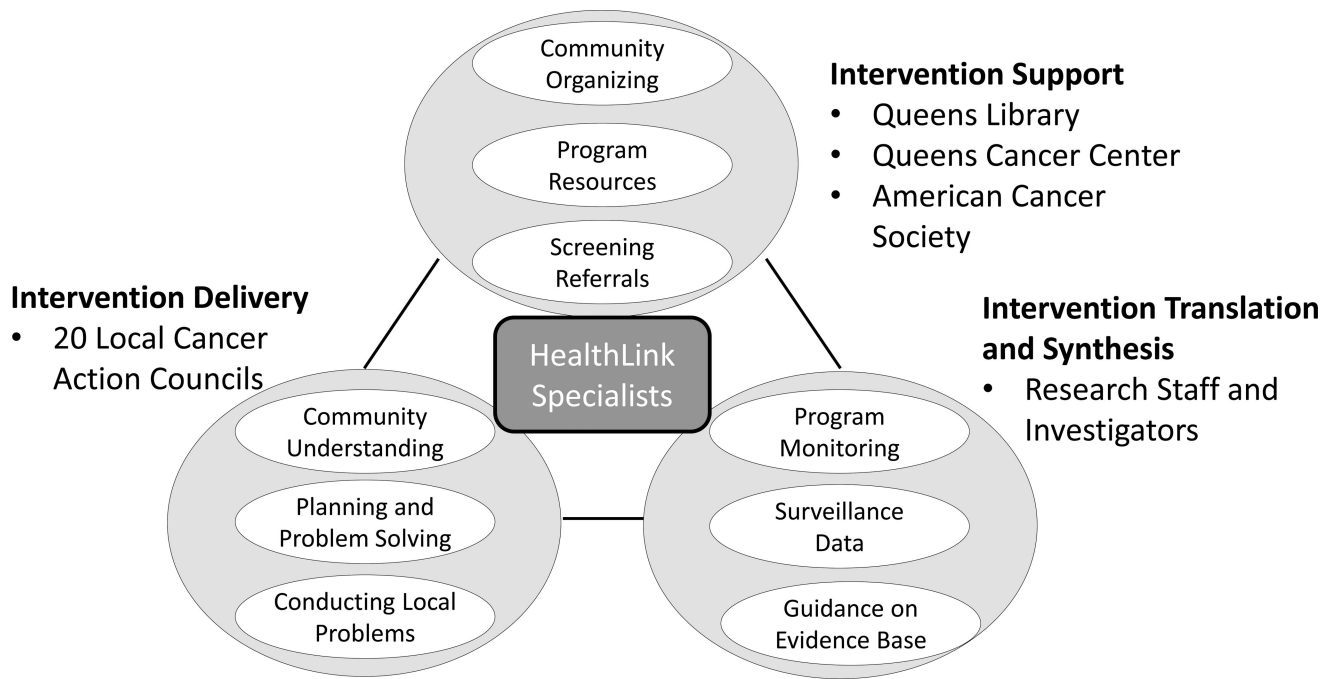 Community
Organizing
Program
Resources
Screening
Referrals
Intervention Support
• Queens Library
• Queens Cancer Center
• American Cancer
Society
Intervention Delivery
• 20 Local Cancer
Action Councils
HealthLink
Specialists
Intervention Translation
and Synthesis
• Research Staff and
Investigators
Community
Understanding
Planning and
Problem Solving
Conducting Local
Problems
Program
Monitoring
Surveillance
Data
Guidance on
Evidence Base